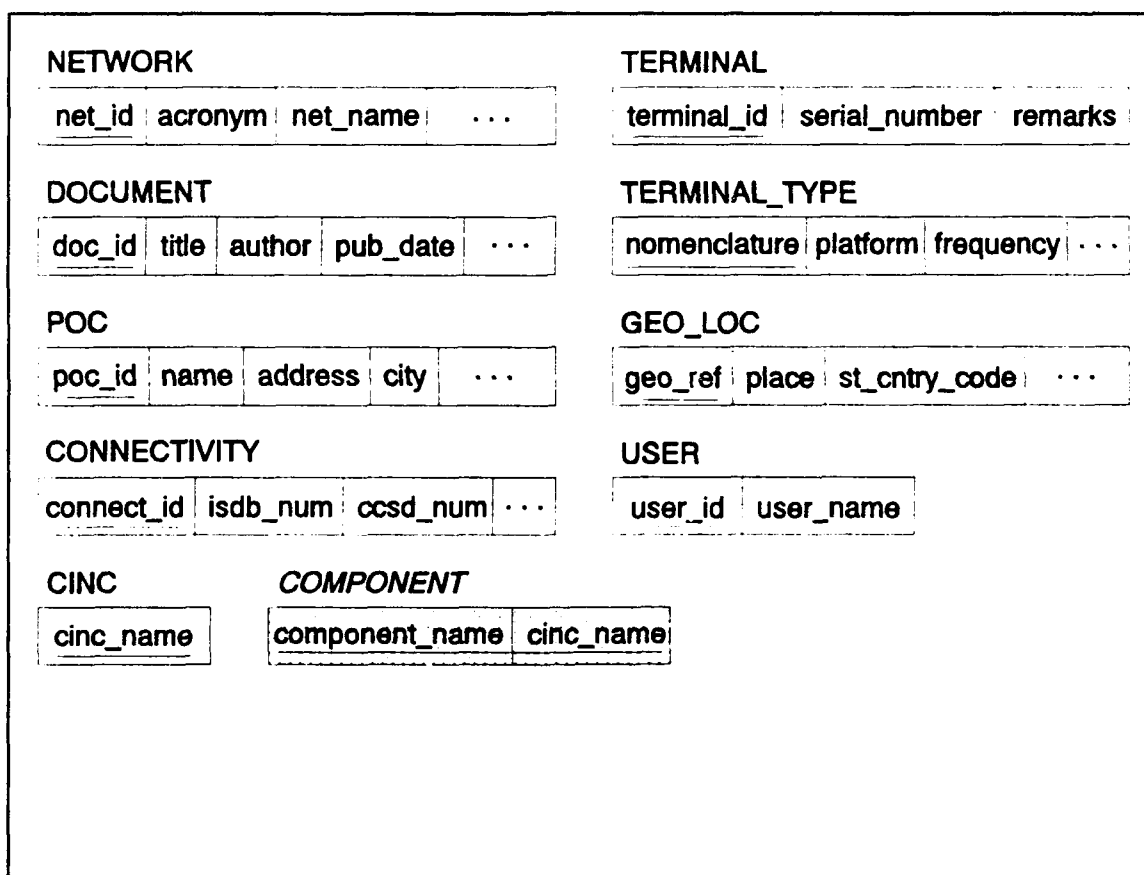 NETWORK
net_id acronym net_name ...
TERMINAL
terminal_id serial_number remarks
DOCUMENT
doc_id title author pub_date ...
TERMINAL_TYPE
nomenclature platform frequency ...
POC
poc_id name address city ...
GEO_LOC
geo_ref place st_cntry_code ...
CONNECTIVITY
connect_id isdb_num ccsd_num ...
USER
user_id user_name
CINC
cinc_name
COMPONENT
component_name cinc_name